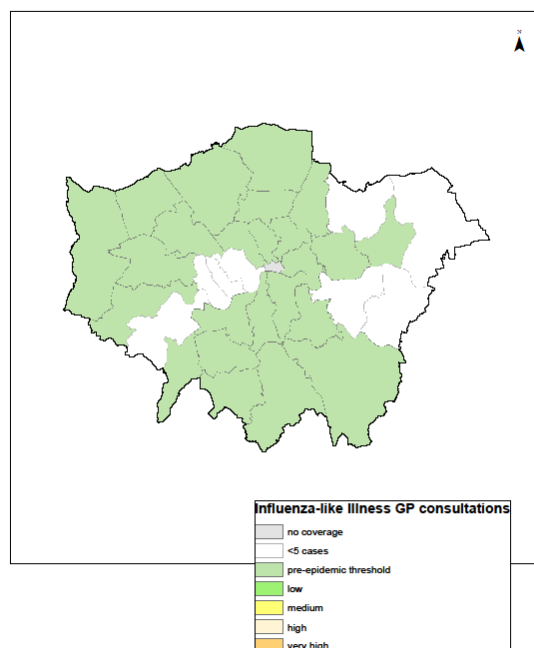 N
Influenza-like Illness GP consultations
no coverage
<5 cases
pre-epidemic threshold
low
medium
high
very high